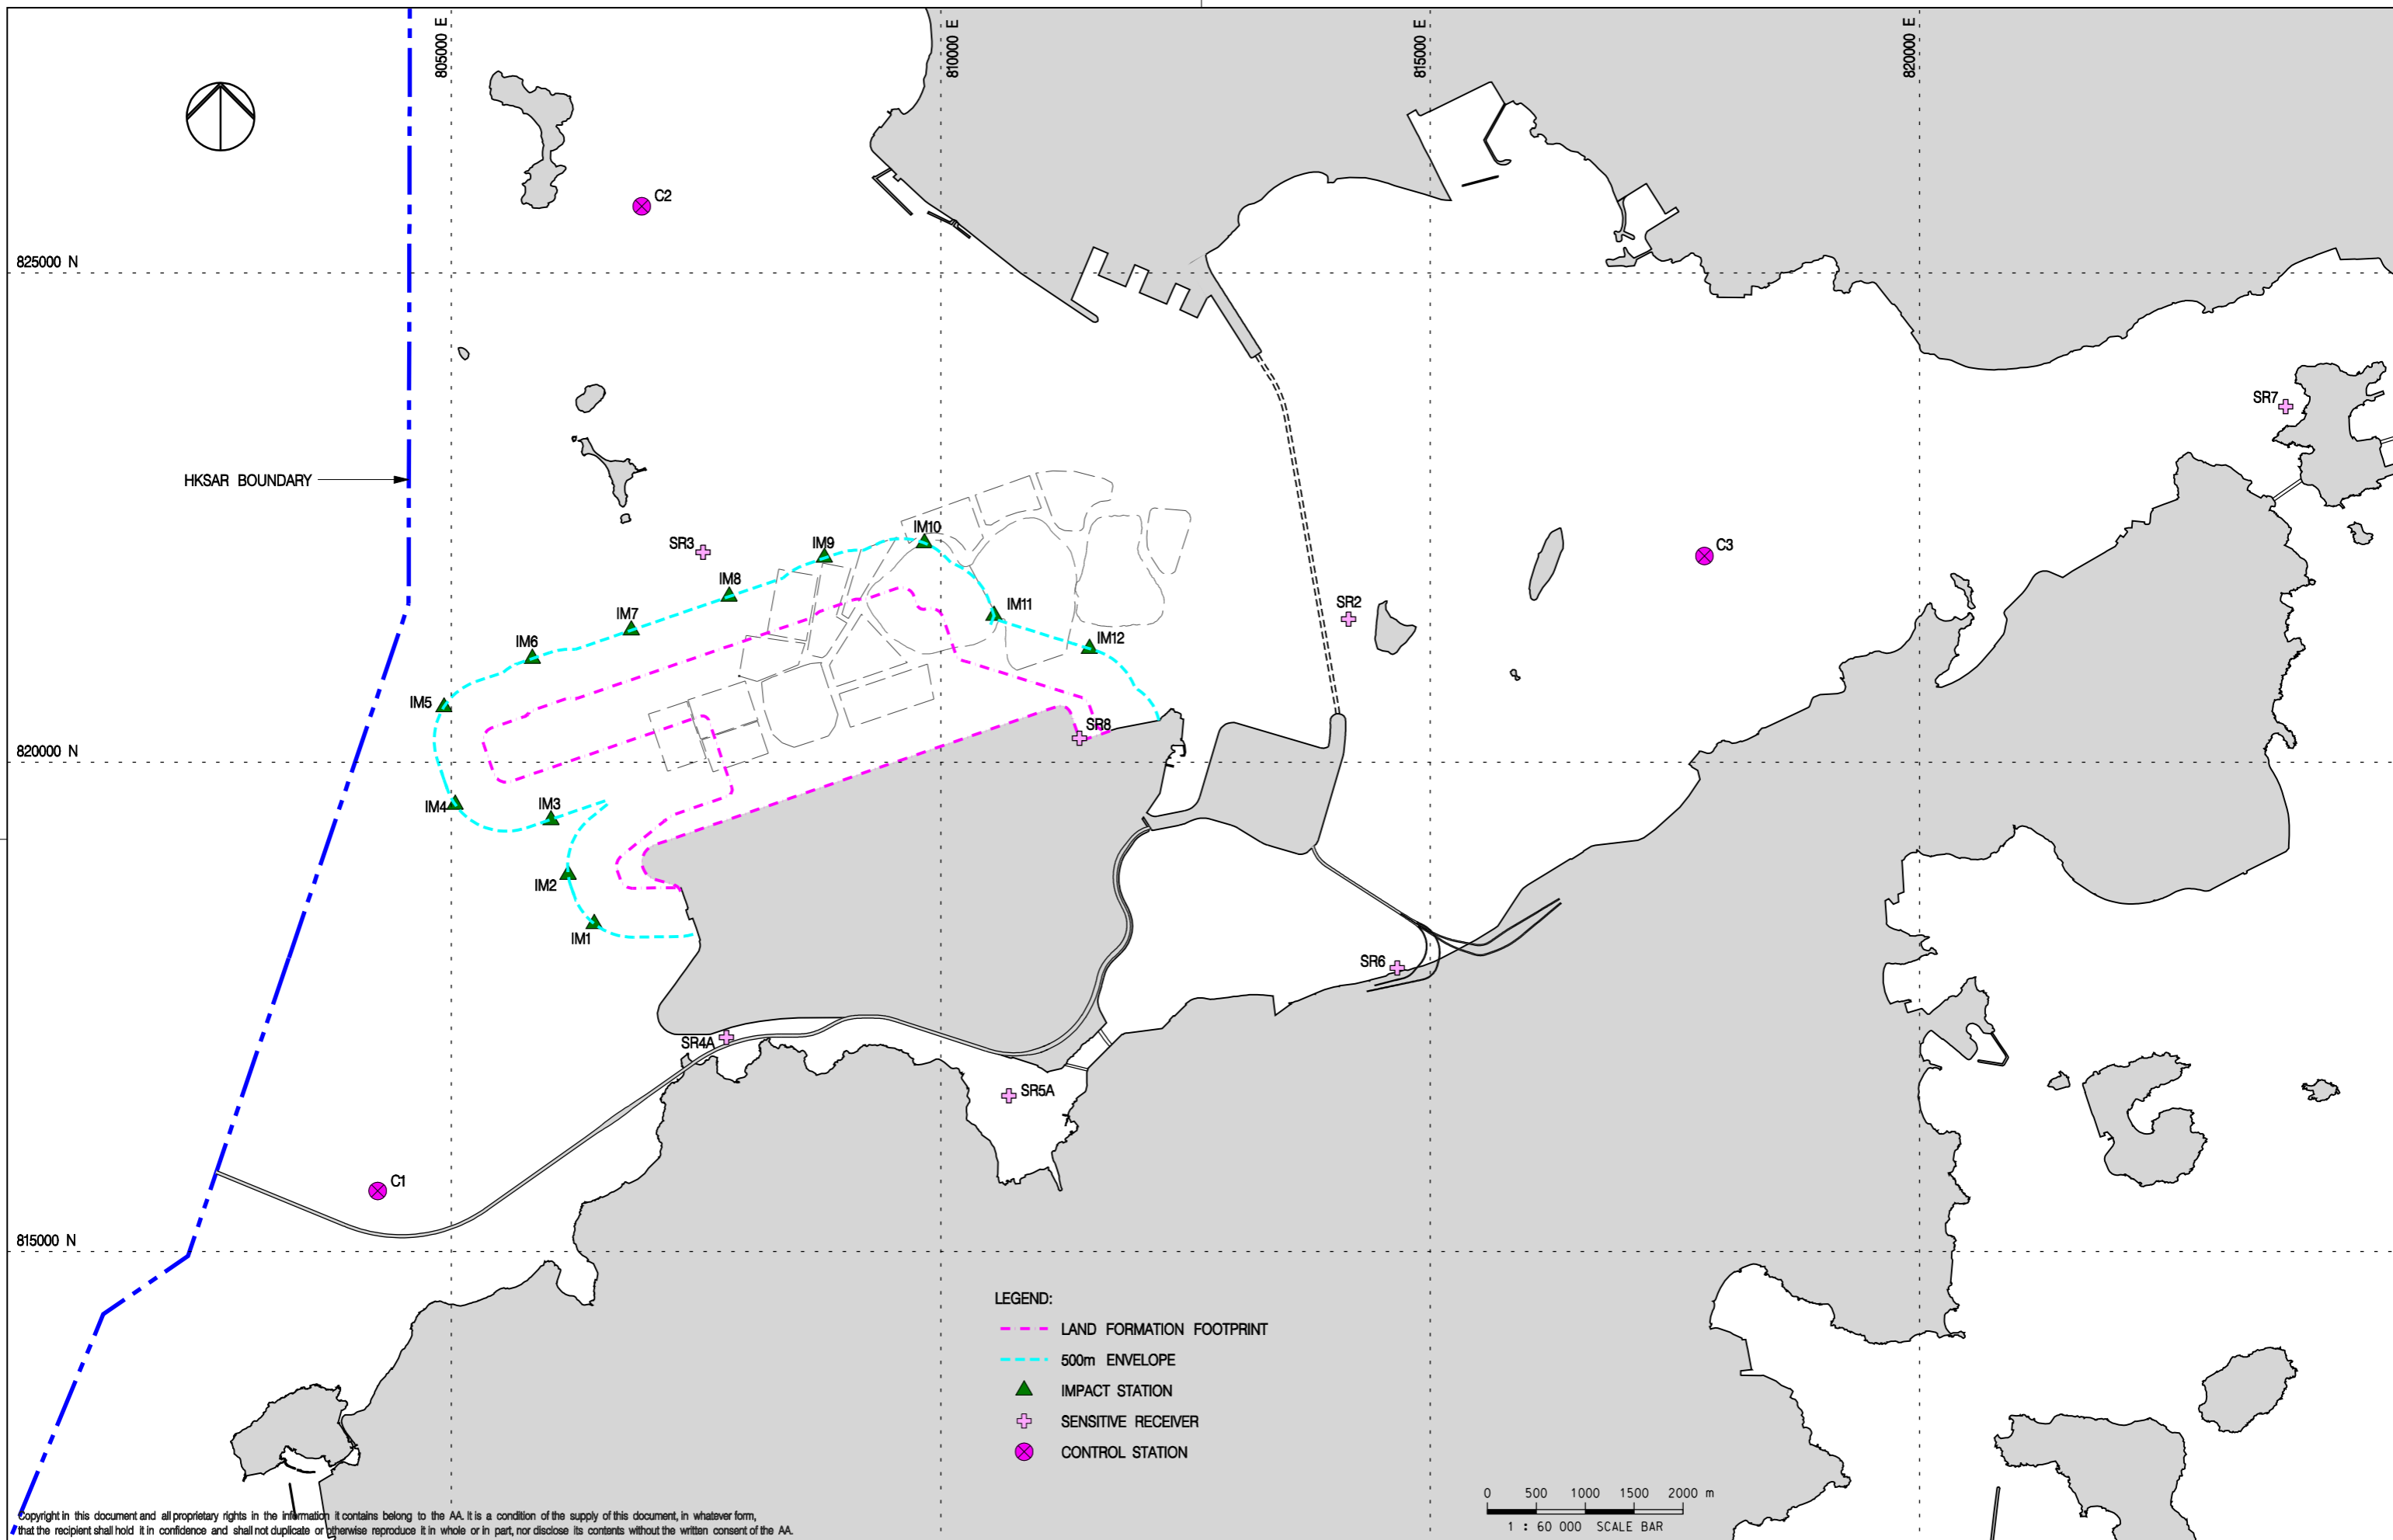 805000 E
810000 E
815000 E
820000 E
C2
825000 N
SR7
HKSAR BOUNDARY
IM10
SR3
IM9
C3
IM8
SR2
IM7
IM11
IM12
IM6
IM5
SR8
820000 N
IM4
IM3
IM2
IM1
SR6
SR4A
SR5A
C1
815000 N
LEGEND:
LAND FORMATION FOOTPRINT
500m ENVELOPE
IMPACT STATION
SENSITIVE RECEIVER
CONTROL STATION
0 500 1000 1500 2000 m
1 : 60 000 SCALE BAR
Copyright in this document and all proprietary rights in the information it contains belong to the AA. It is a condition of the supply of this document, in whatever form,
that the recipient shall hold it in confidence and shall not duplicate or otherwise reproduce it in whole or in part, nor disclose its contents without the written consent of the AA.